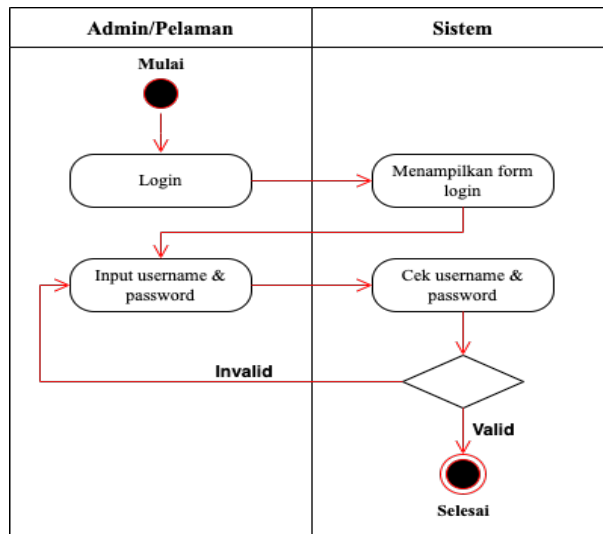 Admin/Pelaman
Sistem
Mulai
Login
Menampilkan form
login
Input username &
password
Cek username &
password
Invalid
Valid
Selesai